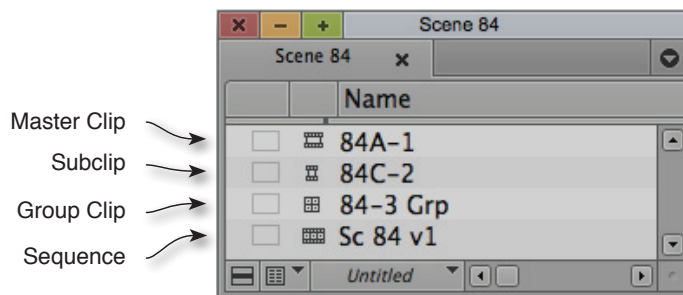 Scene 84
Scene 84
Name
Master Clip
84A-1
Subclip
84C-2
Group Clip
84-3 Grp
Sequence
Sc 84 v1
Untitled